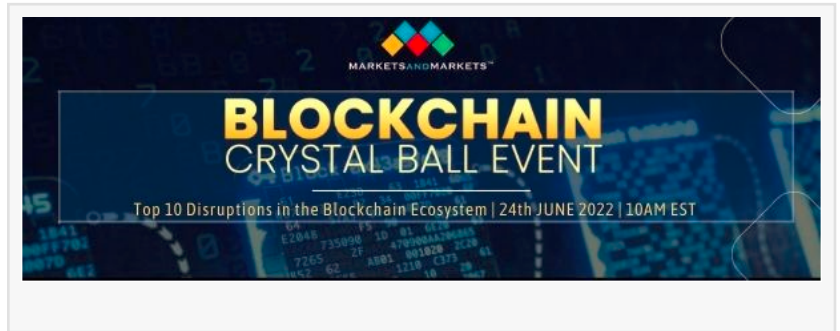 MARKETSANDMARKETS™
BLOCKCHAIN
CRYSTAL BALL EVENT
Top 10 Disruptions in the Blockchain Ecosystem | 24th JUNE 2022 | 10AM EST